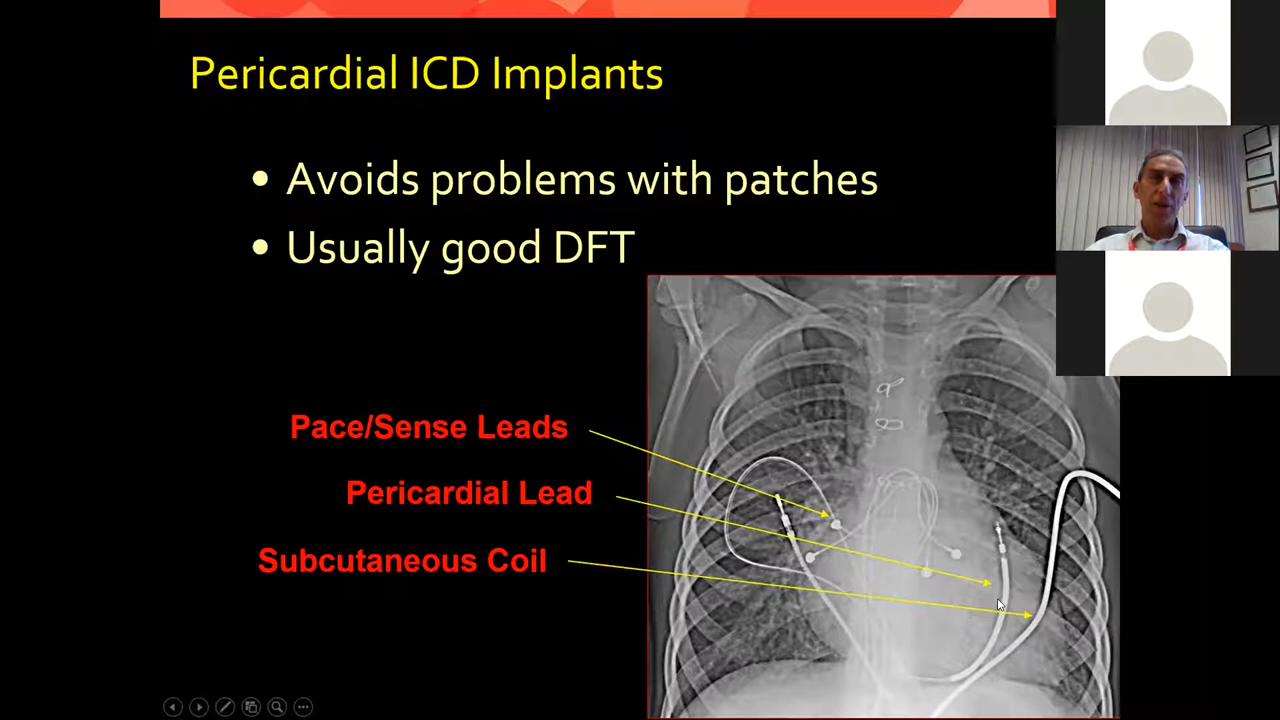 Pericardial ICD Implants
• Avoids problems with patches
• Usually good DFT
Pace/Sense Leads
Pericardial Lead
Subcutaneous Coil